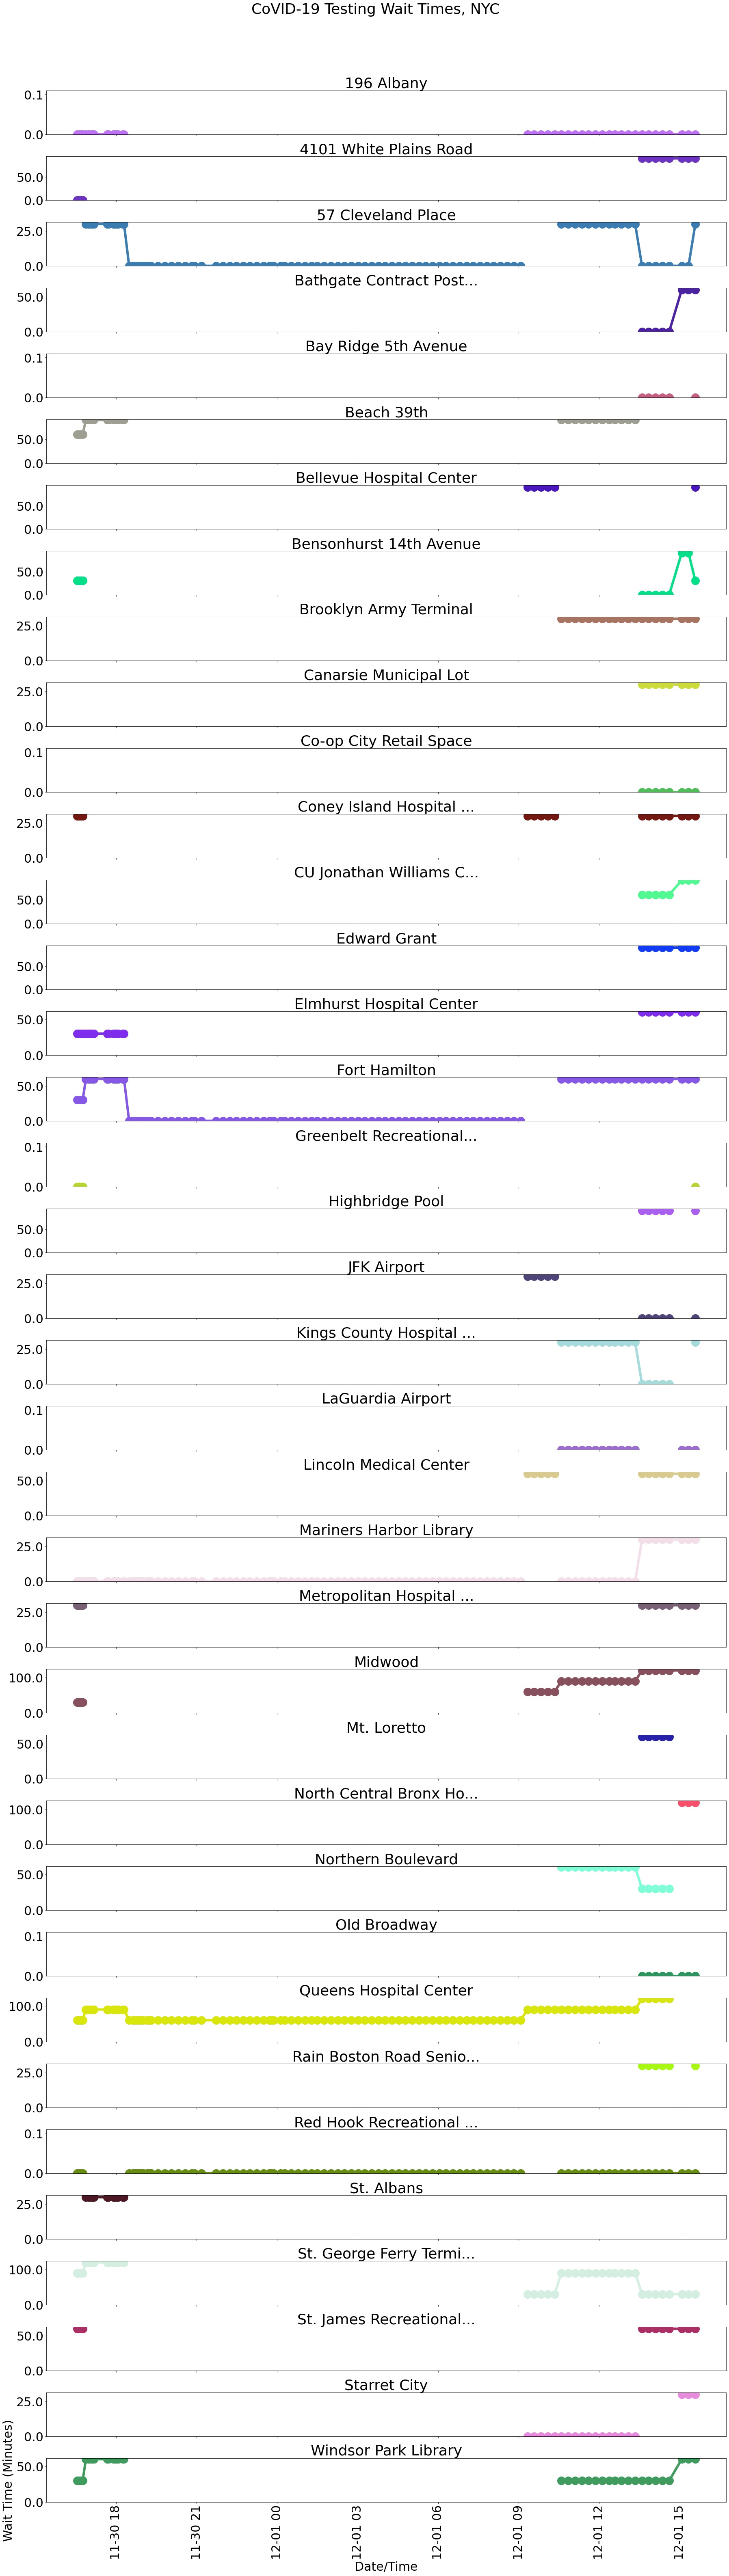 CoVID-19 Testing Wait Times, NYC
196 Albany
0.1
0.0
4101 White Plains Road
50.0
0.0
57 Cleveland Place
25.0
0.0
Bathgate Contract Post...
50.0
0.0
Bay Ridge 5th Avenue
0.1
0.0
Beach 39th
50.0
0.0
Bellevue Hospital Center
50.0
0.0
Bensonhurst 14th Avenue
50.0
0.0
Brooklyn Army Terminal
25.0
0.0
Canarsie Municipal Lot
25.0
0.0
Co-op City Retail Space
0.1
0.0
Coney Island Hospital ...
25.0
0.0
CU Jonathan Williams C...
50.0
0.0
Edward Grant
50.0
0.0
Elmhurst Hospital Center
50.0
0.0
Fort Hamilton
50.0
0.0
Greenbelt Recreational...
0.1
0.0
Highbridge Pool
50.0
0.0
JFK Airport
25.0
0.0
Kings County Hospital ...
25.0
0.0
LaGuardia Airport
0.1
0.0
Lincoln Medical Center
50.0
0.0
Mariners Harbor Library
25.0
0.0
Metropolitan Hospital ...
25.0
0.0
Midwood
100.0
0.0
Mt. Loretto
50.0
0.0
North Central Bronx Ho...
100.0
0.0
Northern Boulevard
50.0
0.0
Old Broadway
0.1
0.0
Queens Hospital Center
100.0
0.0
Rain Boston Road Senio...
25.0
0.0
Red Hook Recreational ...
0.1
0.0
St. Albans
25.0
0.0
St. George Ferry Termi...
100.0
0.0
St. James Recreational...
50.0
0.0
Starret City
25.0
0.0
Windsor Park Library
50.0
0.0
Wait Time (Minutes)
11-30 18
11-30 21
12-01 00
12-01 03
12-01 06
12-01 09
12-01 12
12-01 15
Date/Time